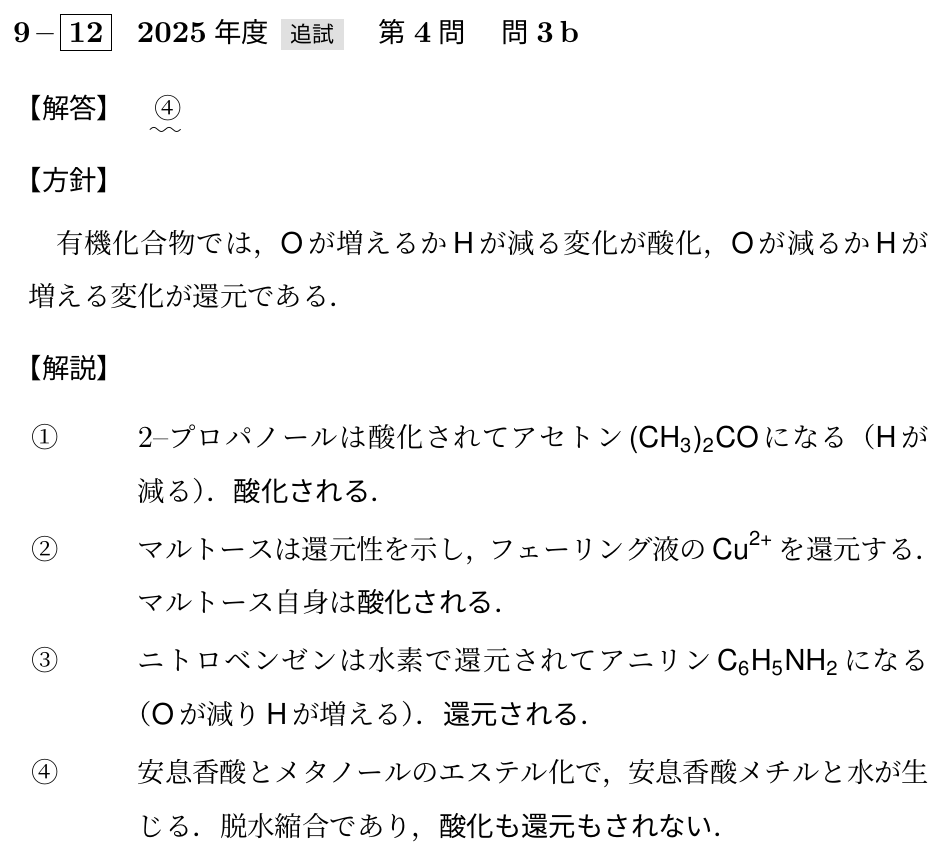 9–12 2025 年度 追試 第 4 問 問 3 b
【解答】 ④
【方針】
有機化合物では，O が増えるか H が減る変化が酸化，O が減るか H が
増える変化が還元である．
【解説】
① 2–プロパノールは酸化されてアセトン (CH₃)₂CO になる（H が
減る）．酸化される．
② マルトースは還元性を示し，フェーリング液の Cu²⁺ を還元する．
マルトース自身は酸化される．
③ ニトロベンゼンは水素で還元されてアニリン C₆H₅NH₂ になる
（O が減り H が増える）．還元される．
④ 安息香酸とメタノールのエステル化で，安息香酸メチルと水が生
じる．脱水縮合であり，酸化も還元もされない．